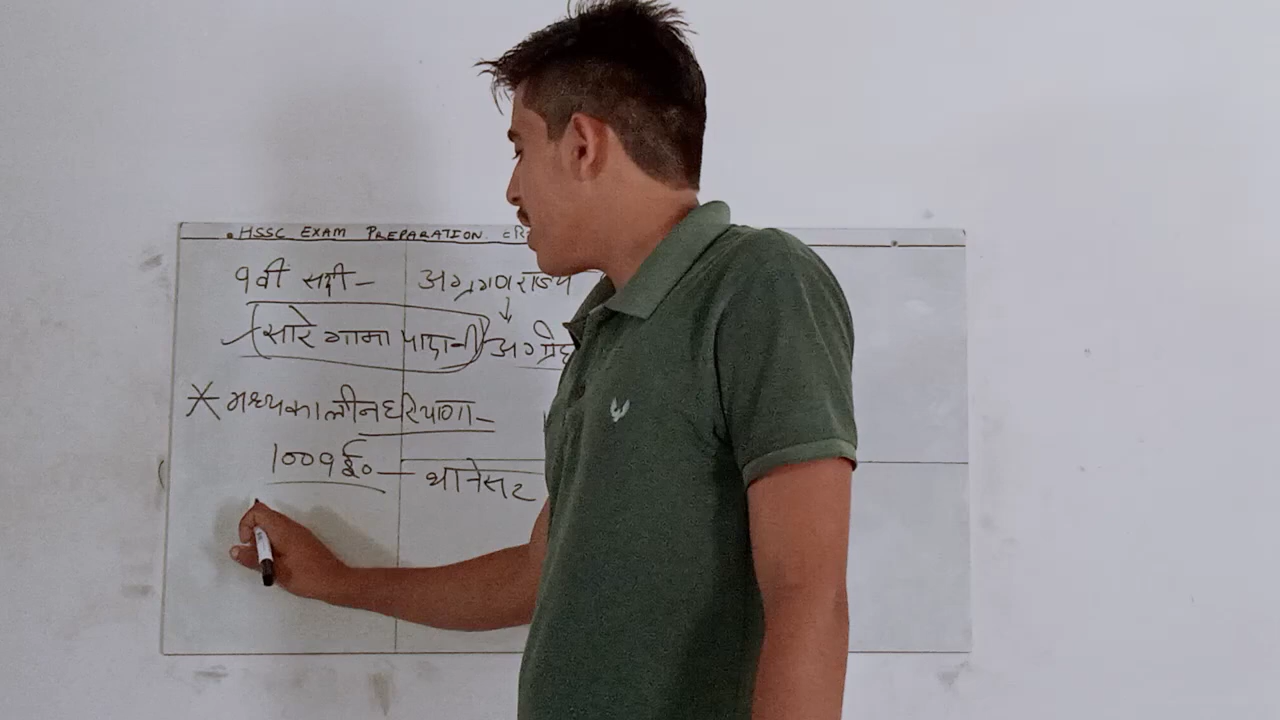 .HSSC EXAM PREPARATION.
9वी सदी - अग्रगणराज्य
↓
(सारे गामा पादानी) अंग्रे
* मध्यकालीन हरियाणा -
1009 ई० - थानेसर